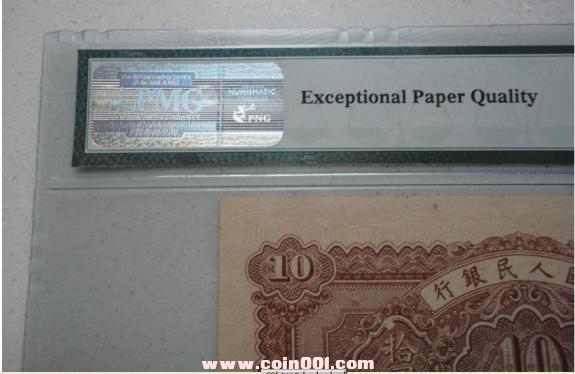 PMG
NUMISMATIC
PNG
Exceptional Paper Quality
10
行銀民人
拾
10
www.coin001.com